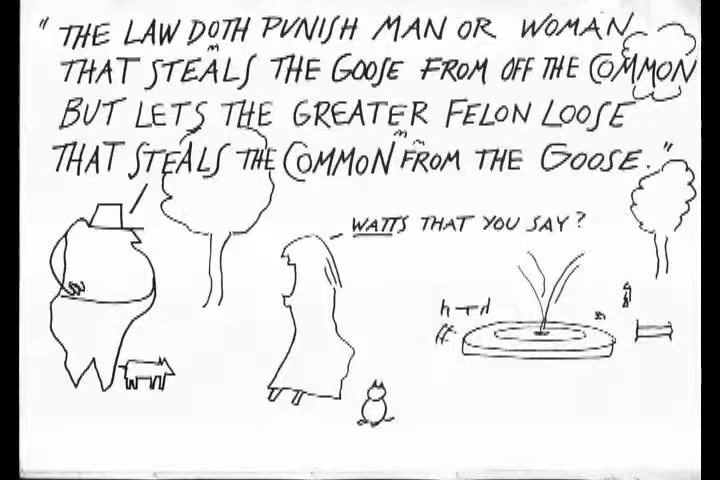 "THE LAW DOTH PUNISH MAN OR WOMAN
THAT STEALS THE GOOSE FROM OFF THE COMMON
BUT LETS THE GREATER FELON LOOSE
THAT STEALS THE COMMON FROM THE GOOSE."
WATTS THAT YOU SAY?